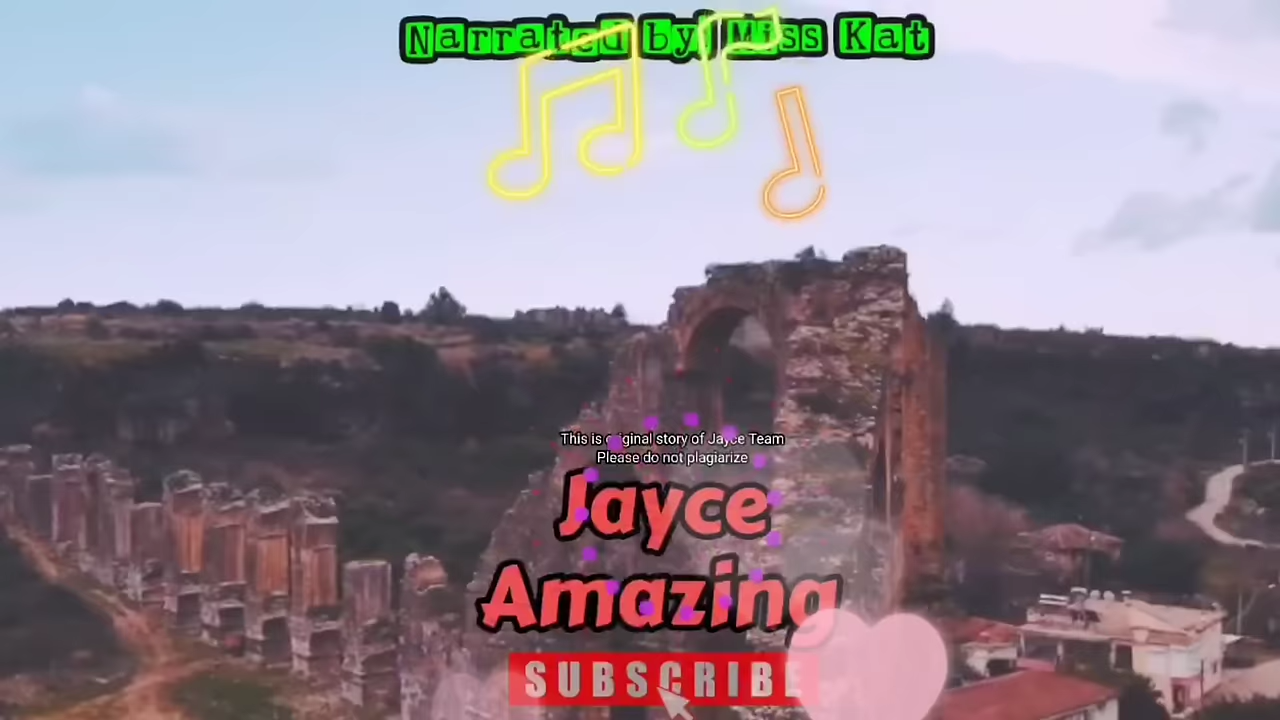 Narrated by Miss Kat
This is original story of Jayce Team
Please do not plagiarize
Jayce
Amazing
SUBSCRIBE